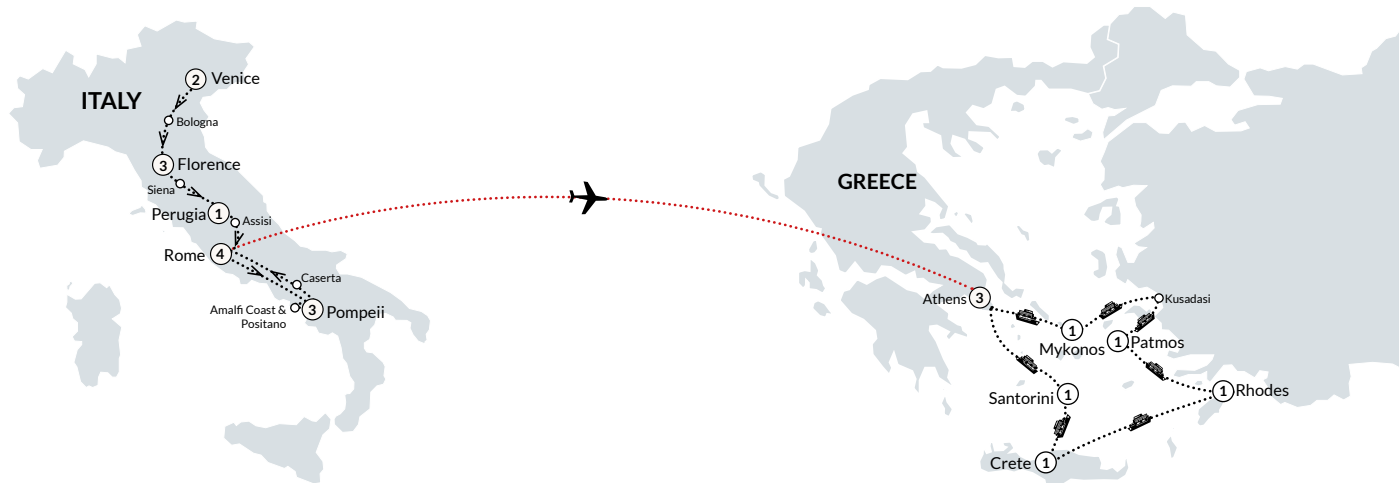 ITALY
2 Venice
Bologna
3 Florence
Siena
Perugia 1
Assisi
Rome 4
Caserta
Amalfi Coast &
Positano
3 Pompeii
GREECE
Athens 3
Kusadasi
1
Mykonos
1 Patmos
Santorini 1
1 Rhodes
Crete 1